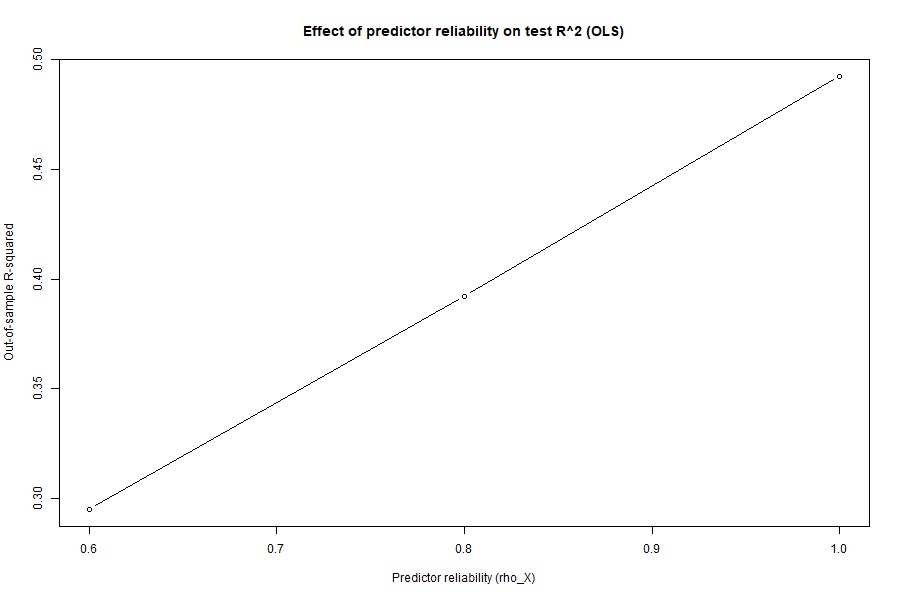 Effect of predictor reliability on test R^2 (OLS)
Out-of-sample R-squared
0.50
0.45
0.40
0.35
0.30
0.6 0.7 0.8 0.9 1.0
Predictor reliability (rho_X)